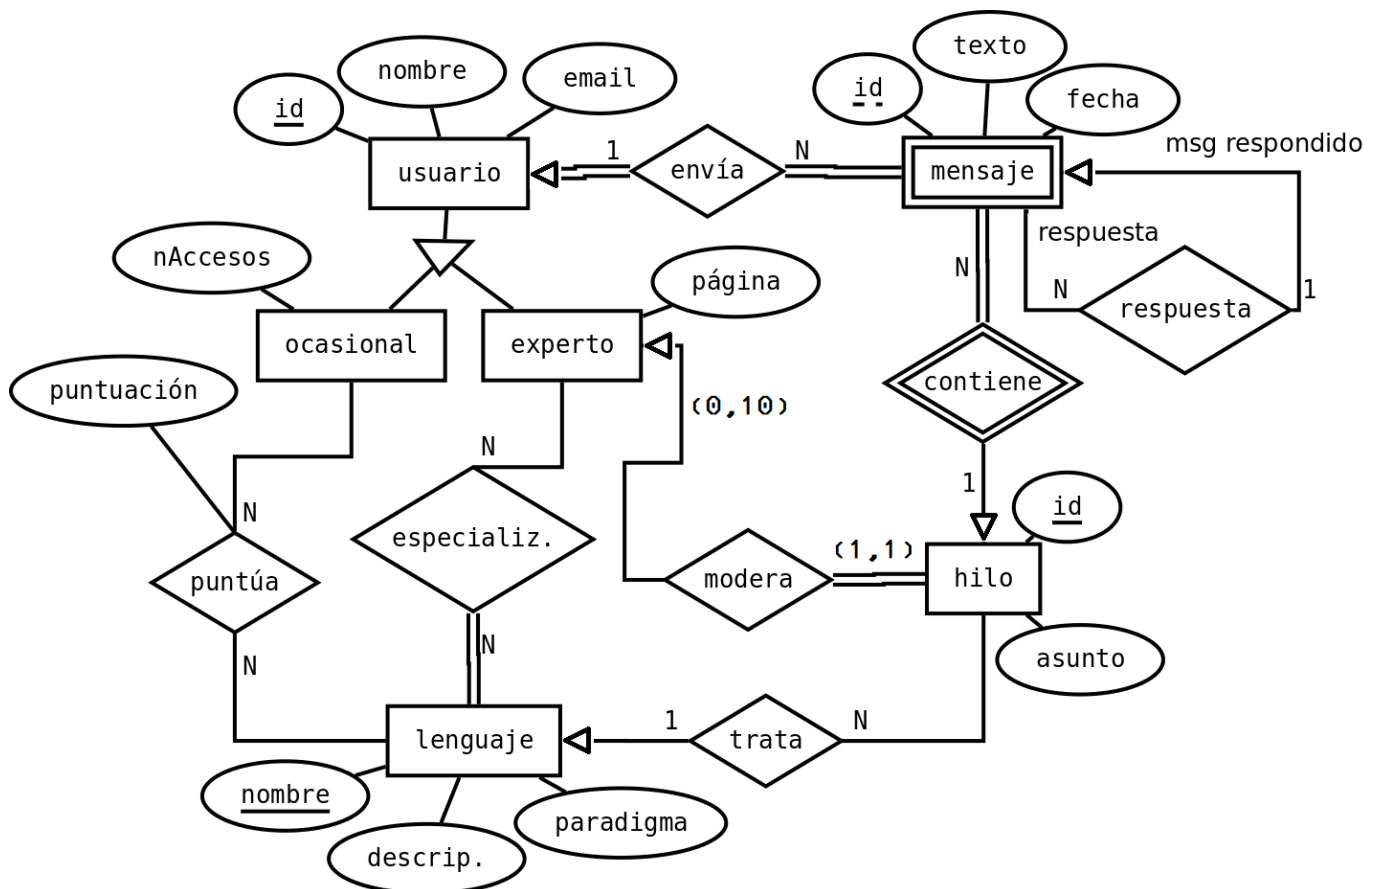 texto
nombre
email
id
fecha
id
msg respondido
usuario
1
envía
N
mensaje
respuesta
nAccesos
página
N
N
respuesta
1
ocasional
experto
contiene
puntuación
(0,10)
N
1
id
N
especializ.
(1,1)
puntúa
modera
hilo
N
N
asunto
lenguaje
1
trata
N
nombre
paradigma
descrip.